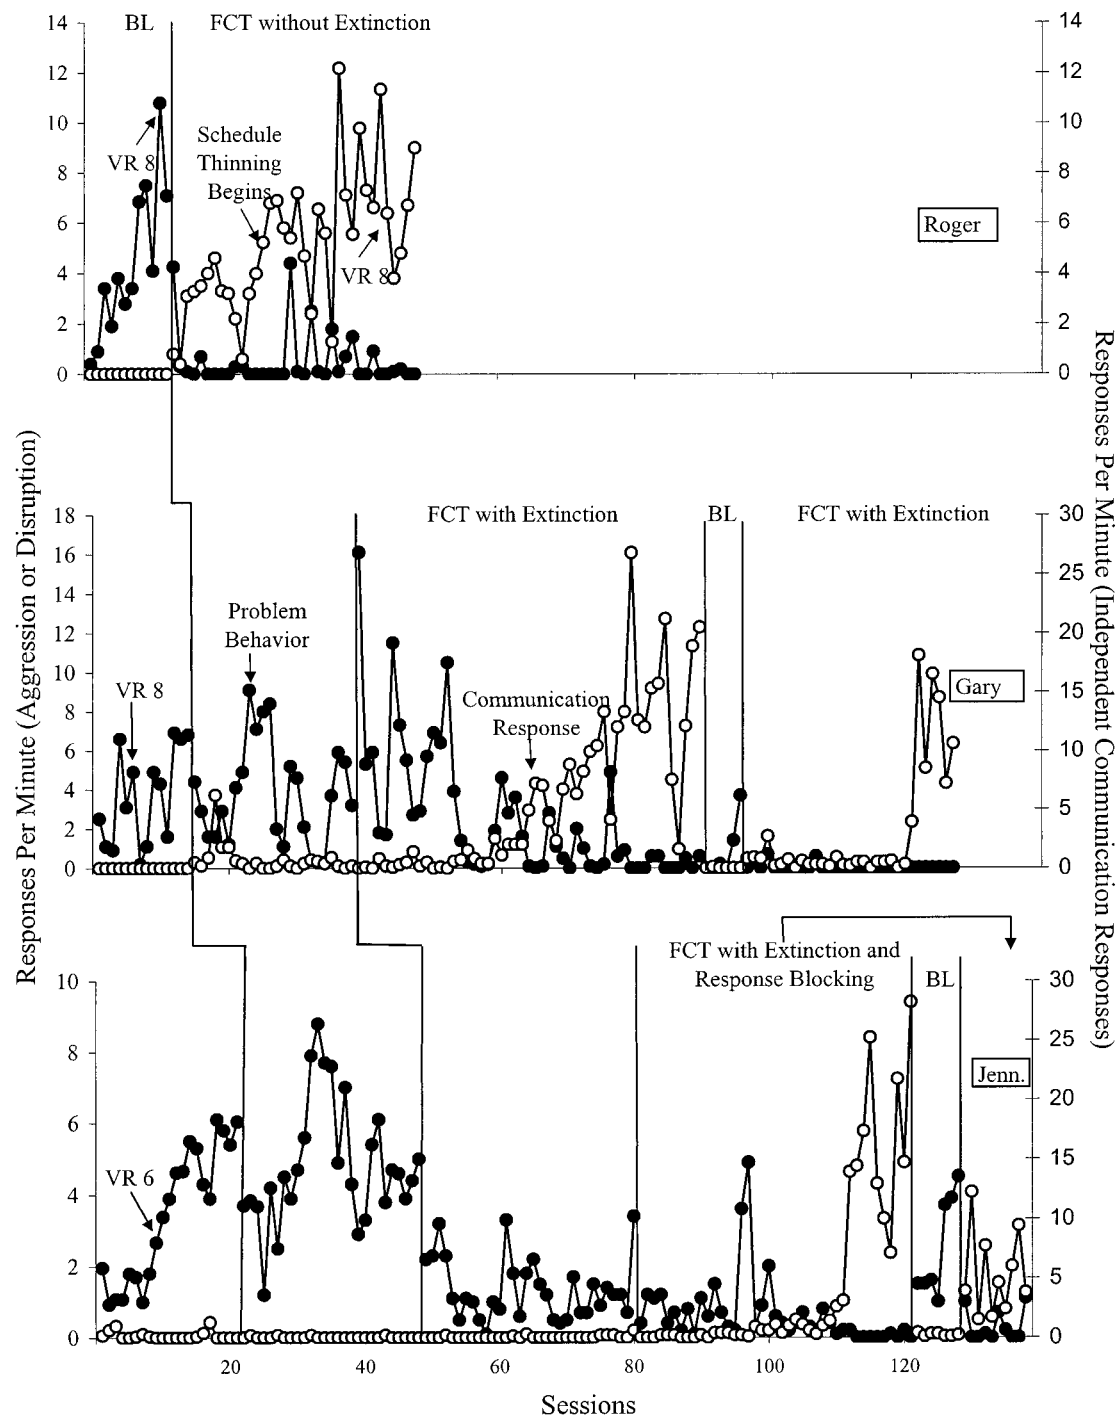 BL FCT without Extinction
14 14
12 12
10 10
8 8
6 6
4 4
2 2
0 0
Schedule
Thinning
Begins
VR 8
VR 8
Roger
Responses Per Minute (Aggression or Disruption)
Responses Per Minute (Independent Communication Responses)
FCT with Extinction BL FCT with Extinction
18
16
14
12
10
8
6
4
2
0
30
25
20
15
10
5
0
Problem
Behavior
VR 8
Communication
Response
Gary
FCT with Extinction and
Response Blocking
BL
10
8
6
4
2
0
30
25
20
15
10
5
0
VR 6
Jenn.
20 40 60 80 100 120
Sessions